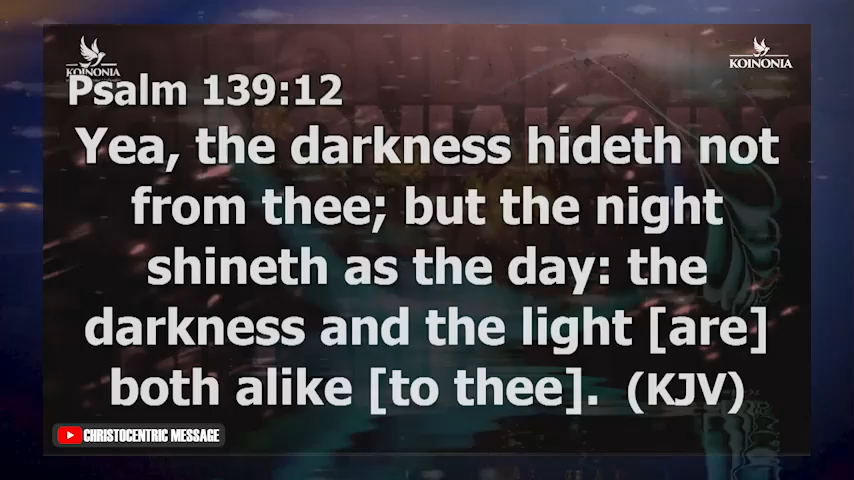 KOINONIA
KOINONIA
Psalm 139:12
Yea, the darkness hideth not
from thee; but the night
shineth as the day: the
darkness and the light [are]
both alike [to thee]. (KJV)
CHRISTOCENTRIC MESSAGE